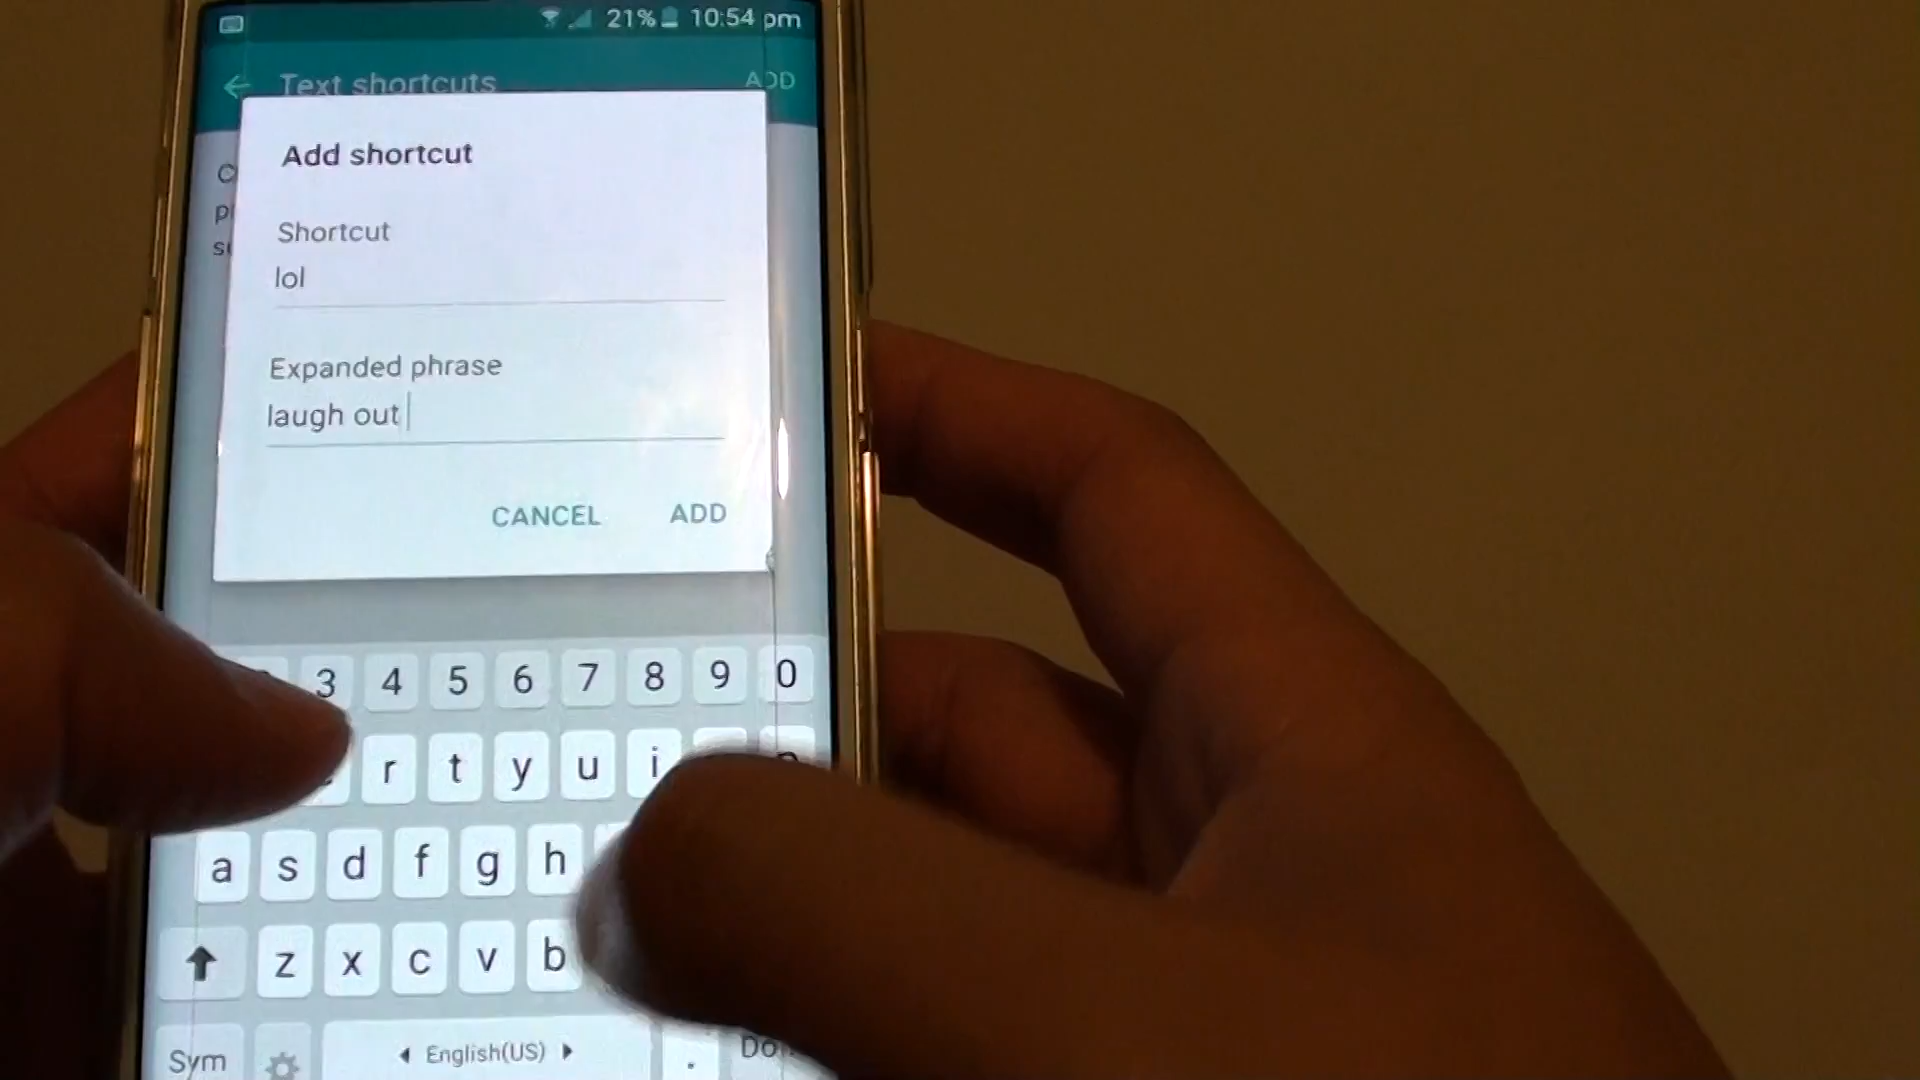 21% 10:54 pm
Text shortcuts ADD
Add shortcut
Shortcut
lol
Expanded phrase
laugh out
CANCEL ADD
3 4 5 6 7 8 9 0
r t y u i
a s d f g h
z x c v b
Sym English(US) .